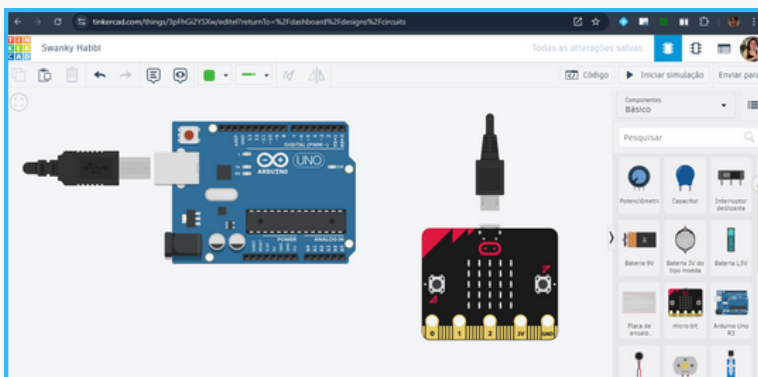 tinkercad.com/things/3pFhGi2YSXw/editel?returnTo=%2Fdashboard%2Fdesigns%2Fcircuits
TIN
KER
CAD
Swanky Habbi
Todas as alterações salvas
Código
Iniciar simulação
Enviar para
Componentes
Básico
Pesquisar
Potenciômetro
Capacitor
Interruptor
deslizante
Bateria 9V
Bateria 3V do
tipo moeda
Bateria 1,5V
Placa de
ensaio...
micro:bit
Arduino Uno
R3
DIGITAL (PWM~)
UNO
ARDUINO
POWER
ANALOG IN
0
1
2
3V
GND